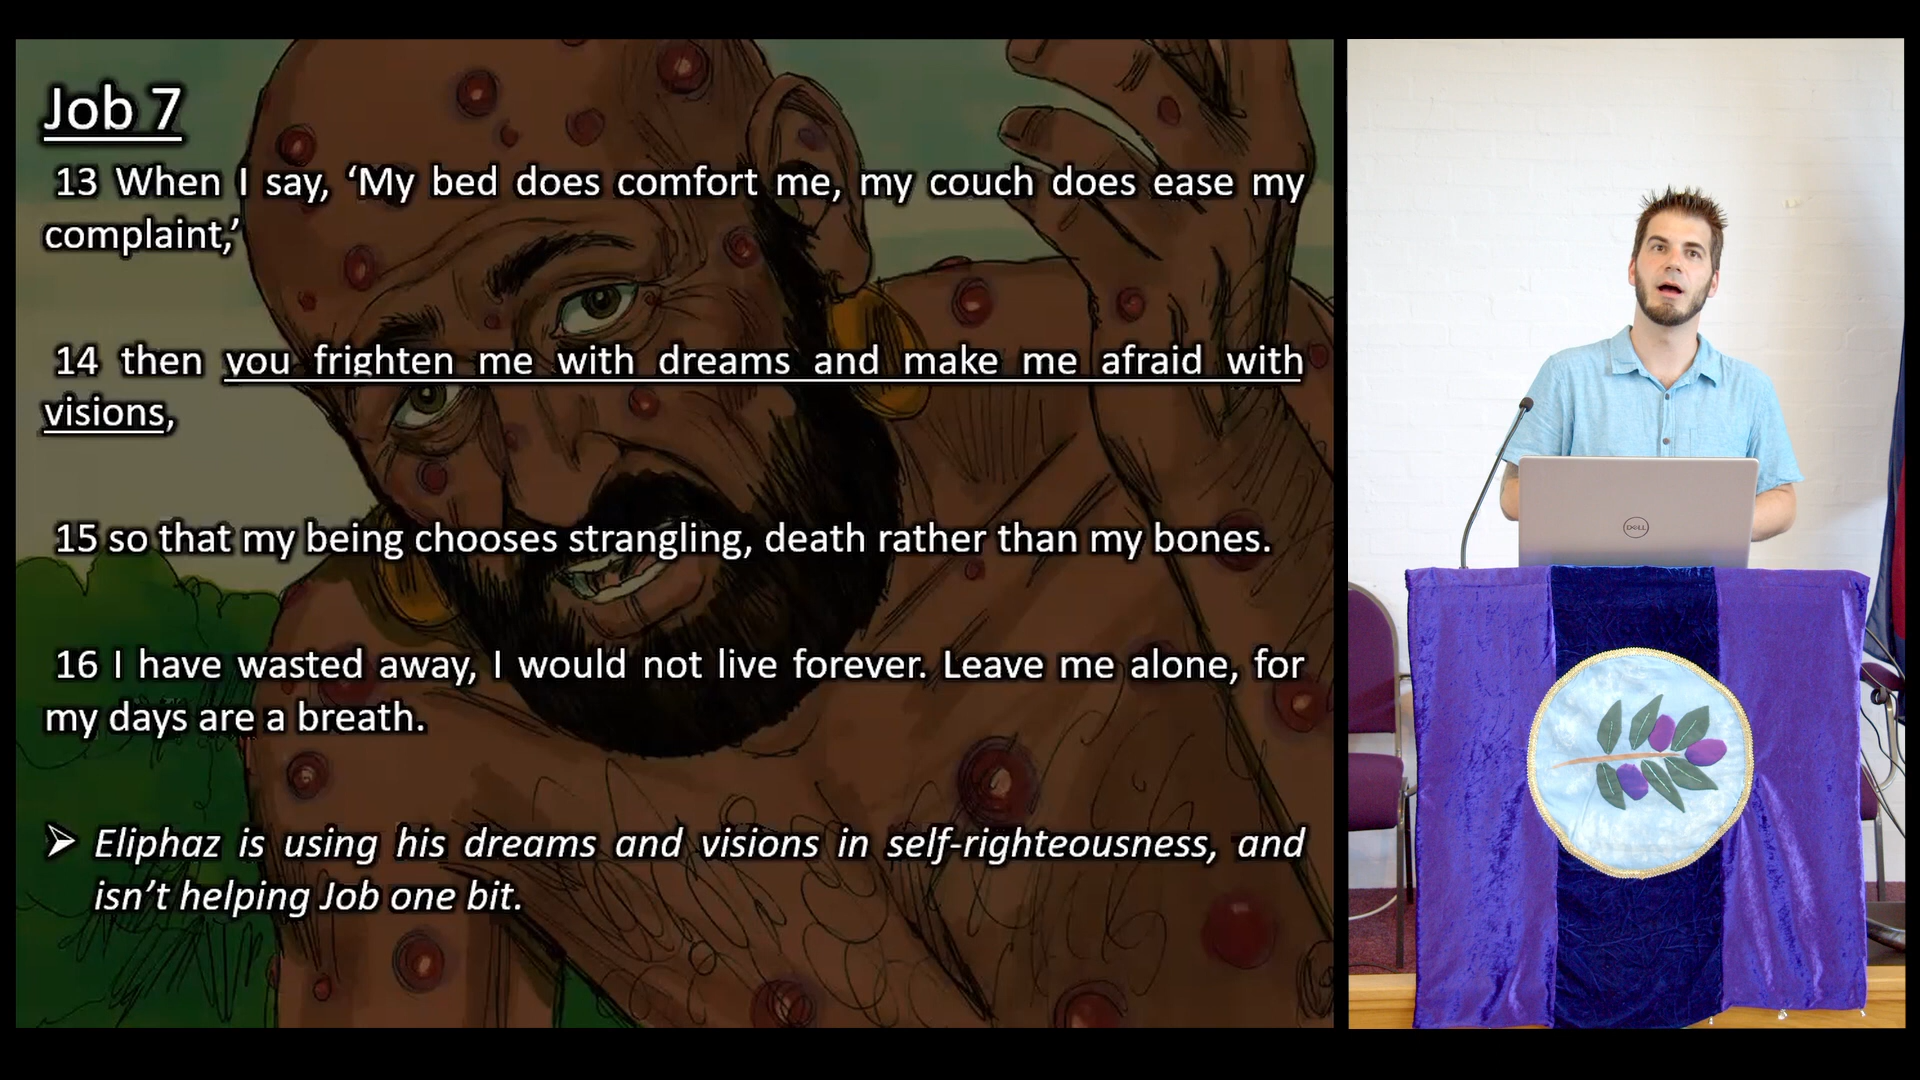 Job 7
13 When I say, ‘My bed does comfort me, my couch does ease my
complaint,’
14 then you frighten me with dreams and make me afraid with
visions,
15 so that my being chooses strangling, death rather than my bones.
16 I have wasted away, I would not live forever. Leave me alone, for
my days are a breath.
➢ Eliphaz is using his dreams and visions in self-righteousness, and
isn’t helping Job one bit.
DELL